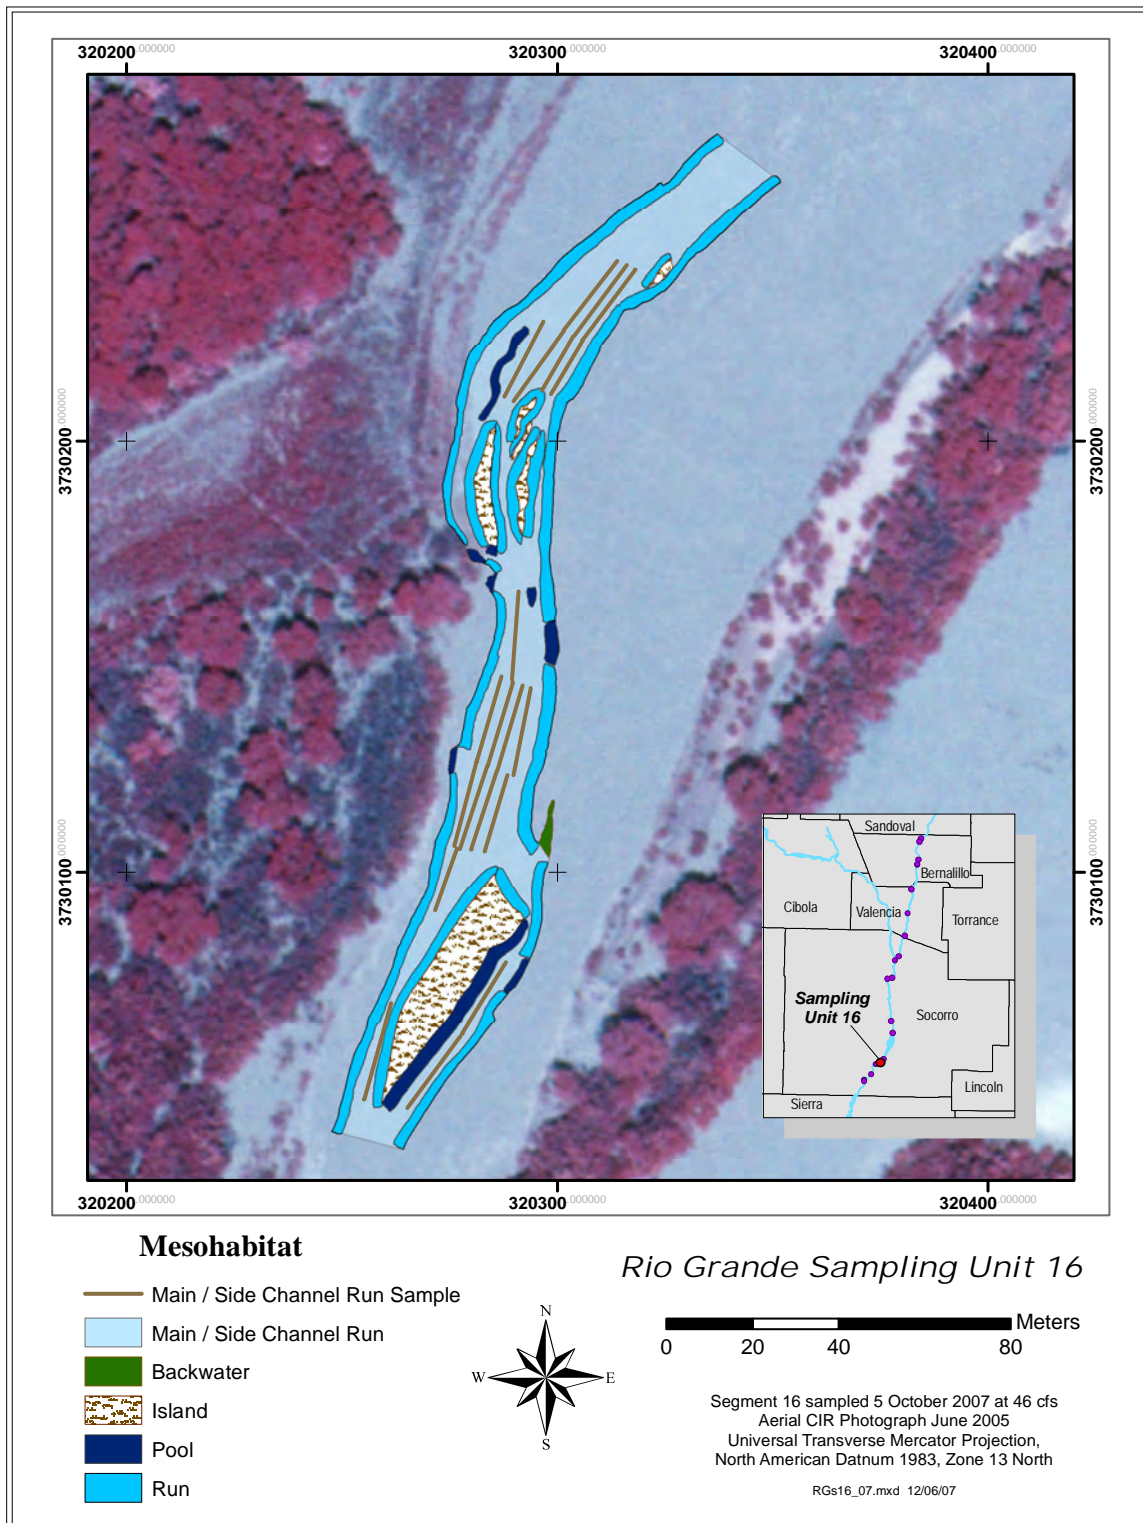 320200.000000 320300.000000 320400.000000
3730200.000000 3730200.000000
3730100.000000 3730100.000000
Sandoval
Bernalillo
Cibola
Valencia
Torrance
Sampling
Unit 16
Socorro
Lincoln
Sierra
320200.000000 320300.000000 320400.000000
Mesohabitat
Main / Side Channel Run Sample
Main / Side Channel Run
Backwater
Island
Pool
Run
N
W E
S
Rio Grande Sampling Unit 16
Meters
0 20 40 80
Segment 16 sampled 5 October 2007 at 46 cfs
Aerial CIR Photograph June 2005
Universal Transverse Mercator Projection,
North American Datnum 1983, Zone 13 North
RGs16_07.mxd 12/06/07